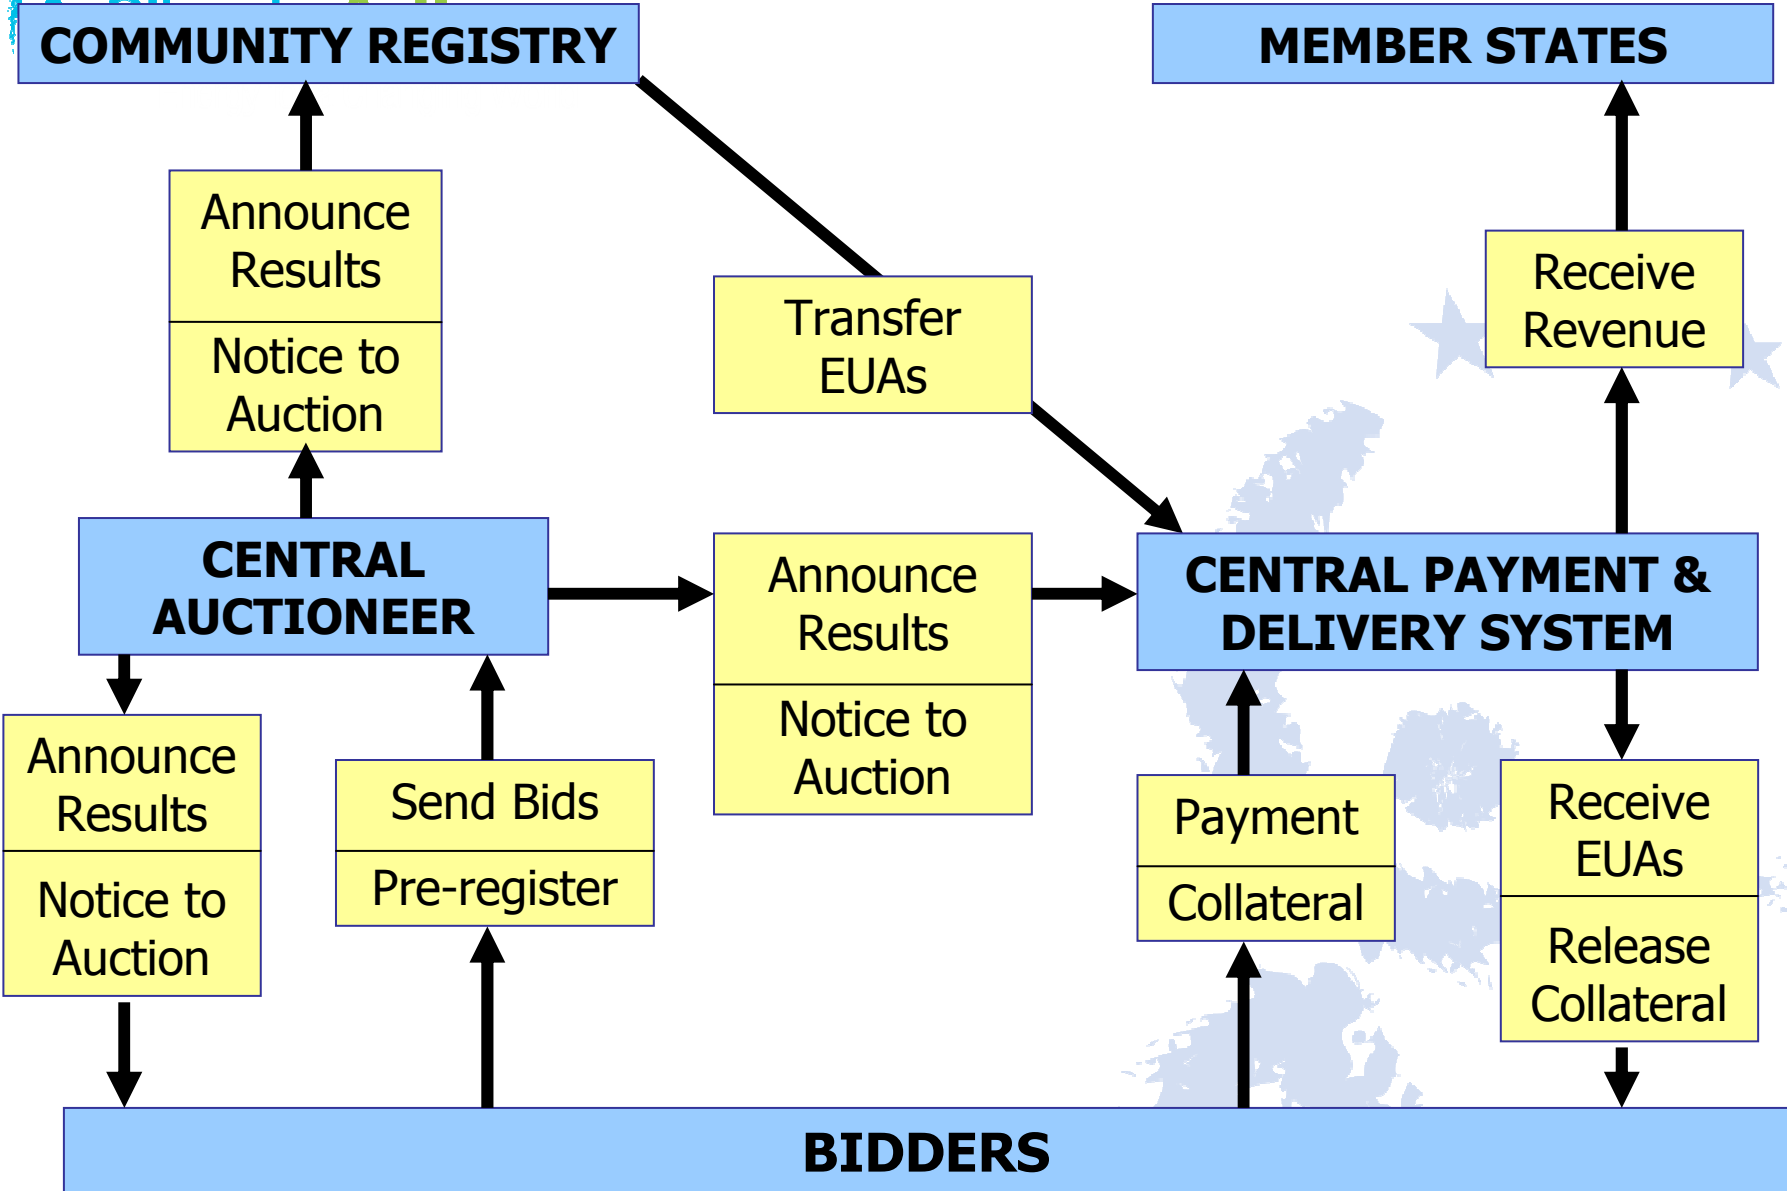 COMMUNITY REGISTRY
MEMBER STATES
Announce
Results
Notice to
Auction
Transfer
EUAs
Receive
Revenue
CENTRAL
AUCTIONEER
Announce
Results
Notice to
Auction
CENTRAL PAYMENT &
DELIVERY SYSTEM
Announce
Results
Notice to
Auction
Send Bids
Pre-register
Payment
Collateral
Receive
EUAs
Release
Collateral
BIDDERS